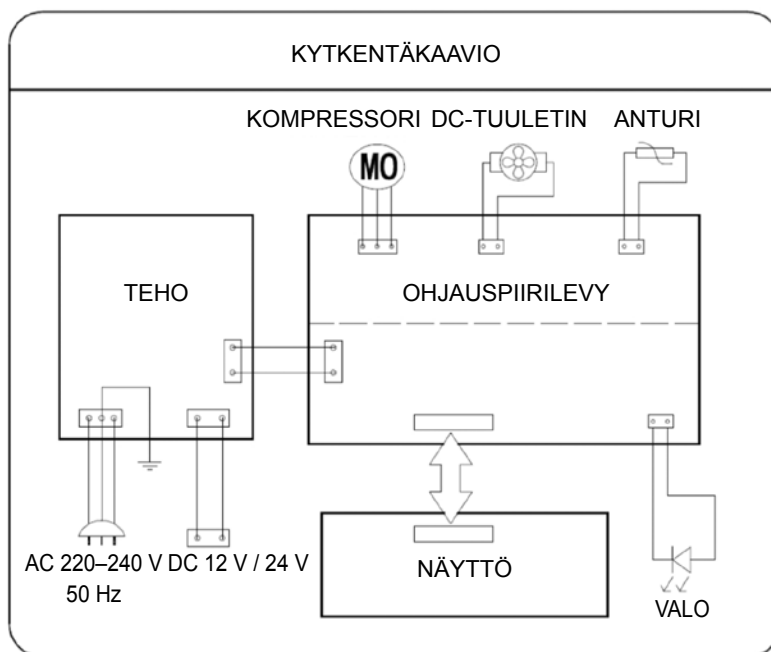 KYTKENTÄKAAVIO
KOMPRESSORI DC-TUULETIN ANTURI
MO
TEHO
OHJAUSPIIRILEVY
AC 220–240 V DC 12 V / 24 V
50 Hz
NÄYTTÖ
VALO